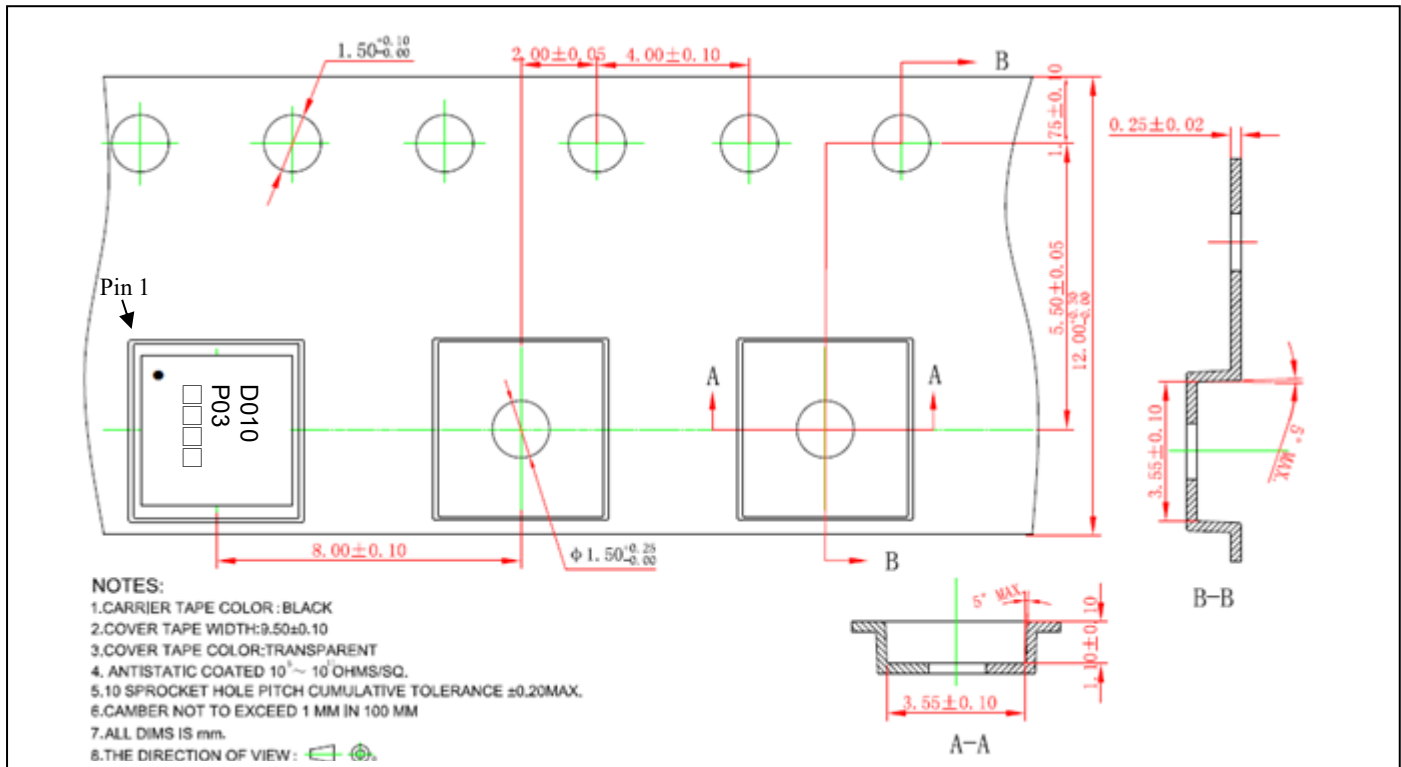 1.50+0.10-0.00
2.00±0.05
4.00±0.10
B
1.75±0.10
0.25±0.02
Pin 1
5.50±0.05
12.00+0.30-0.00
A
A
D010
P03
□□□□
3.55±0.10
5° MAX.
8.00±0.10
φ1.50+0.25-0.00
B
B-B
NOTES:
1.CARRIER TAPE COLOR:BLACK
2.COVER TAPE WIDTH:9.50±0.10
3.COVER TAPE COLOR:TRANSPARENT
4. ANTISTATIC COATED 10 ~ 10 OHMS/SQ.
5.10 SPROCKET HOLE PITCH CUMULATIVE TOLERANCE ±0.20MAX.
6.CAMBER NOT TO EXCEED 1 MM IN 100 MM
7.ALL DIMS IS mm.
8.THE DIRECTION OF VIEW:
5° MAX
1.10±0.10
3.55±0.10
A-A